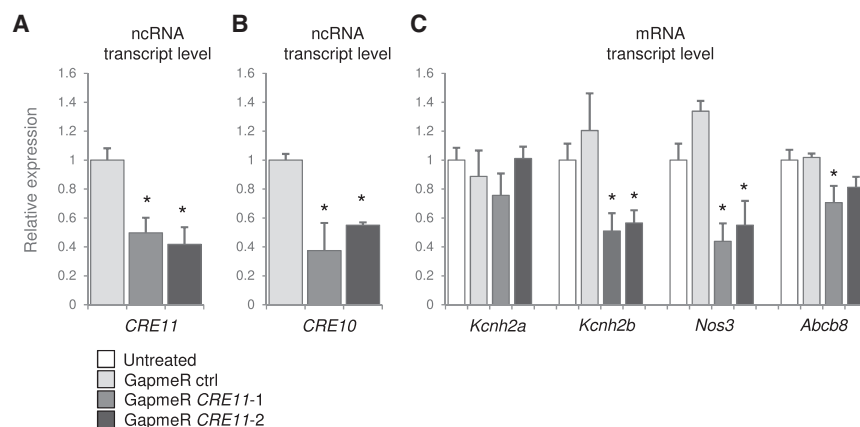 A
ncRNA
transcript level
Relative expression
1.6
1.4
1.2
1
0.8
0.6
0.4
0.2
0
*
*
CRE11
B
ncRNA
transcript level
1.6
1.4
1.2
1
0.8
0.6
0.4
0.2
0
*
*
CRE10
C
mRNA
transcript level
1.6
1.4
1.2
1
0.8
0.6
0.4
0.2
0
* *
* *
*
Kcnh2a Kcnh2b Nos3 Abcb8
Untreated
GapmeR ctrl
GapmeR CRE11-1
GapmeR CRE11-2